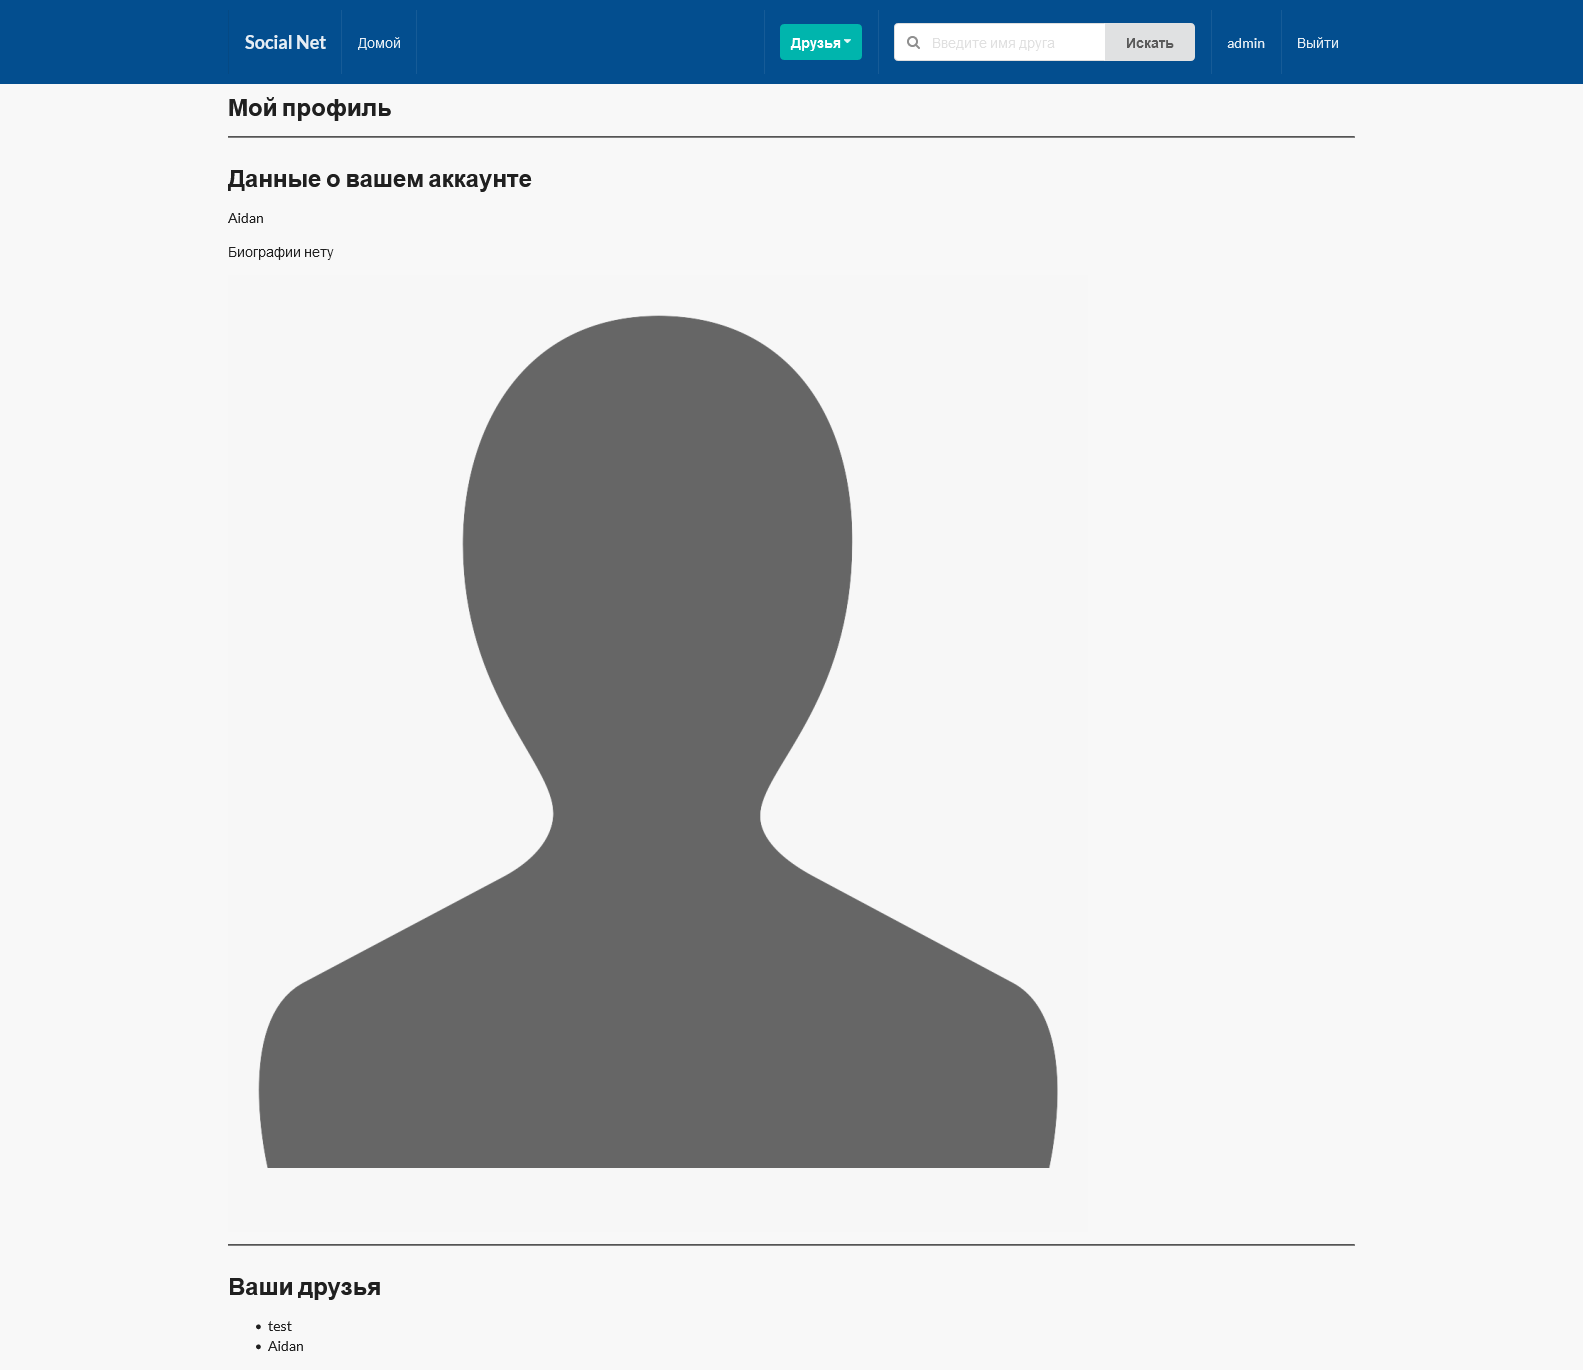 Social Net Домой Друзья Введите имя друга Искать admin Выйти
Мой профиль
Данные о вашем аккаунте
Aidan
Биографии нету
Ваши друзья
test
Aidan